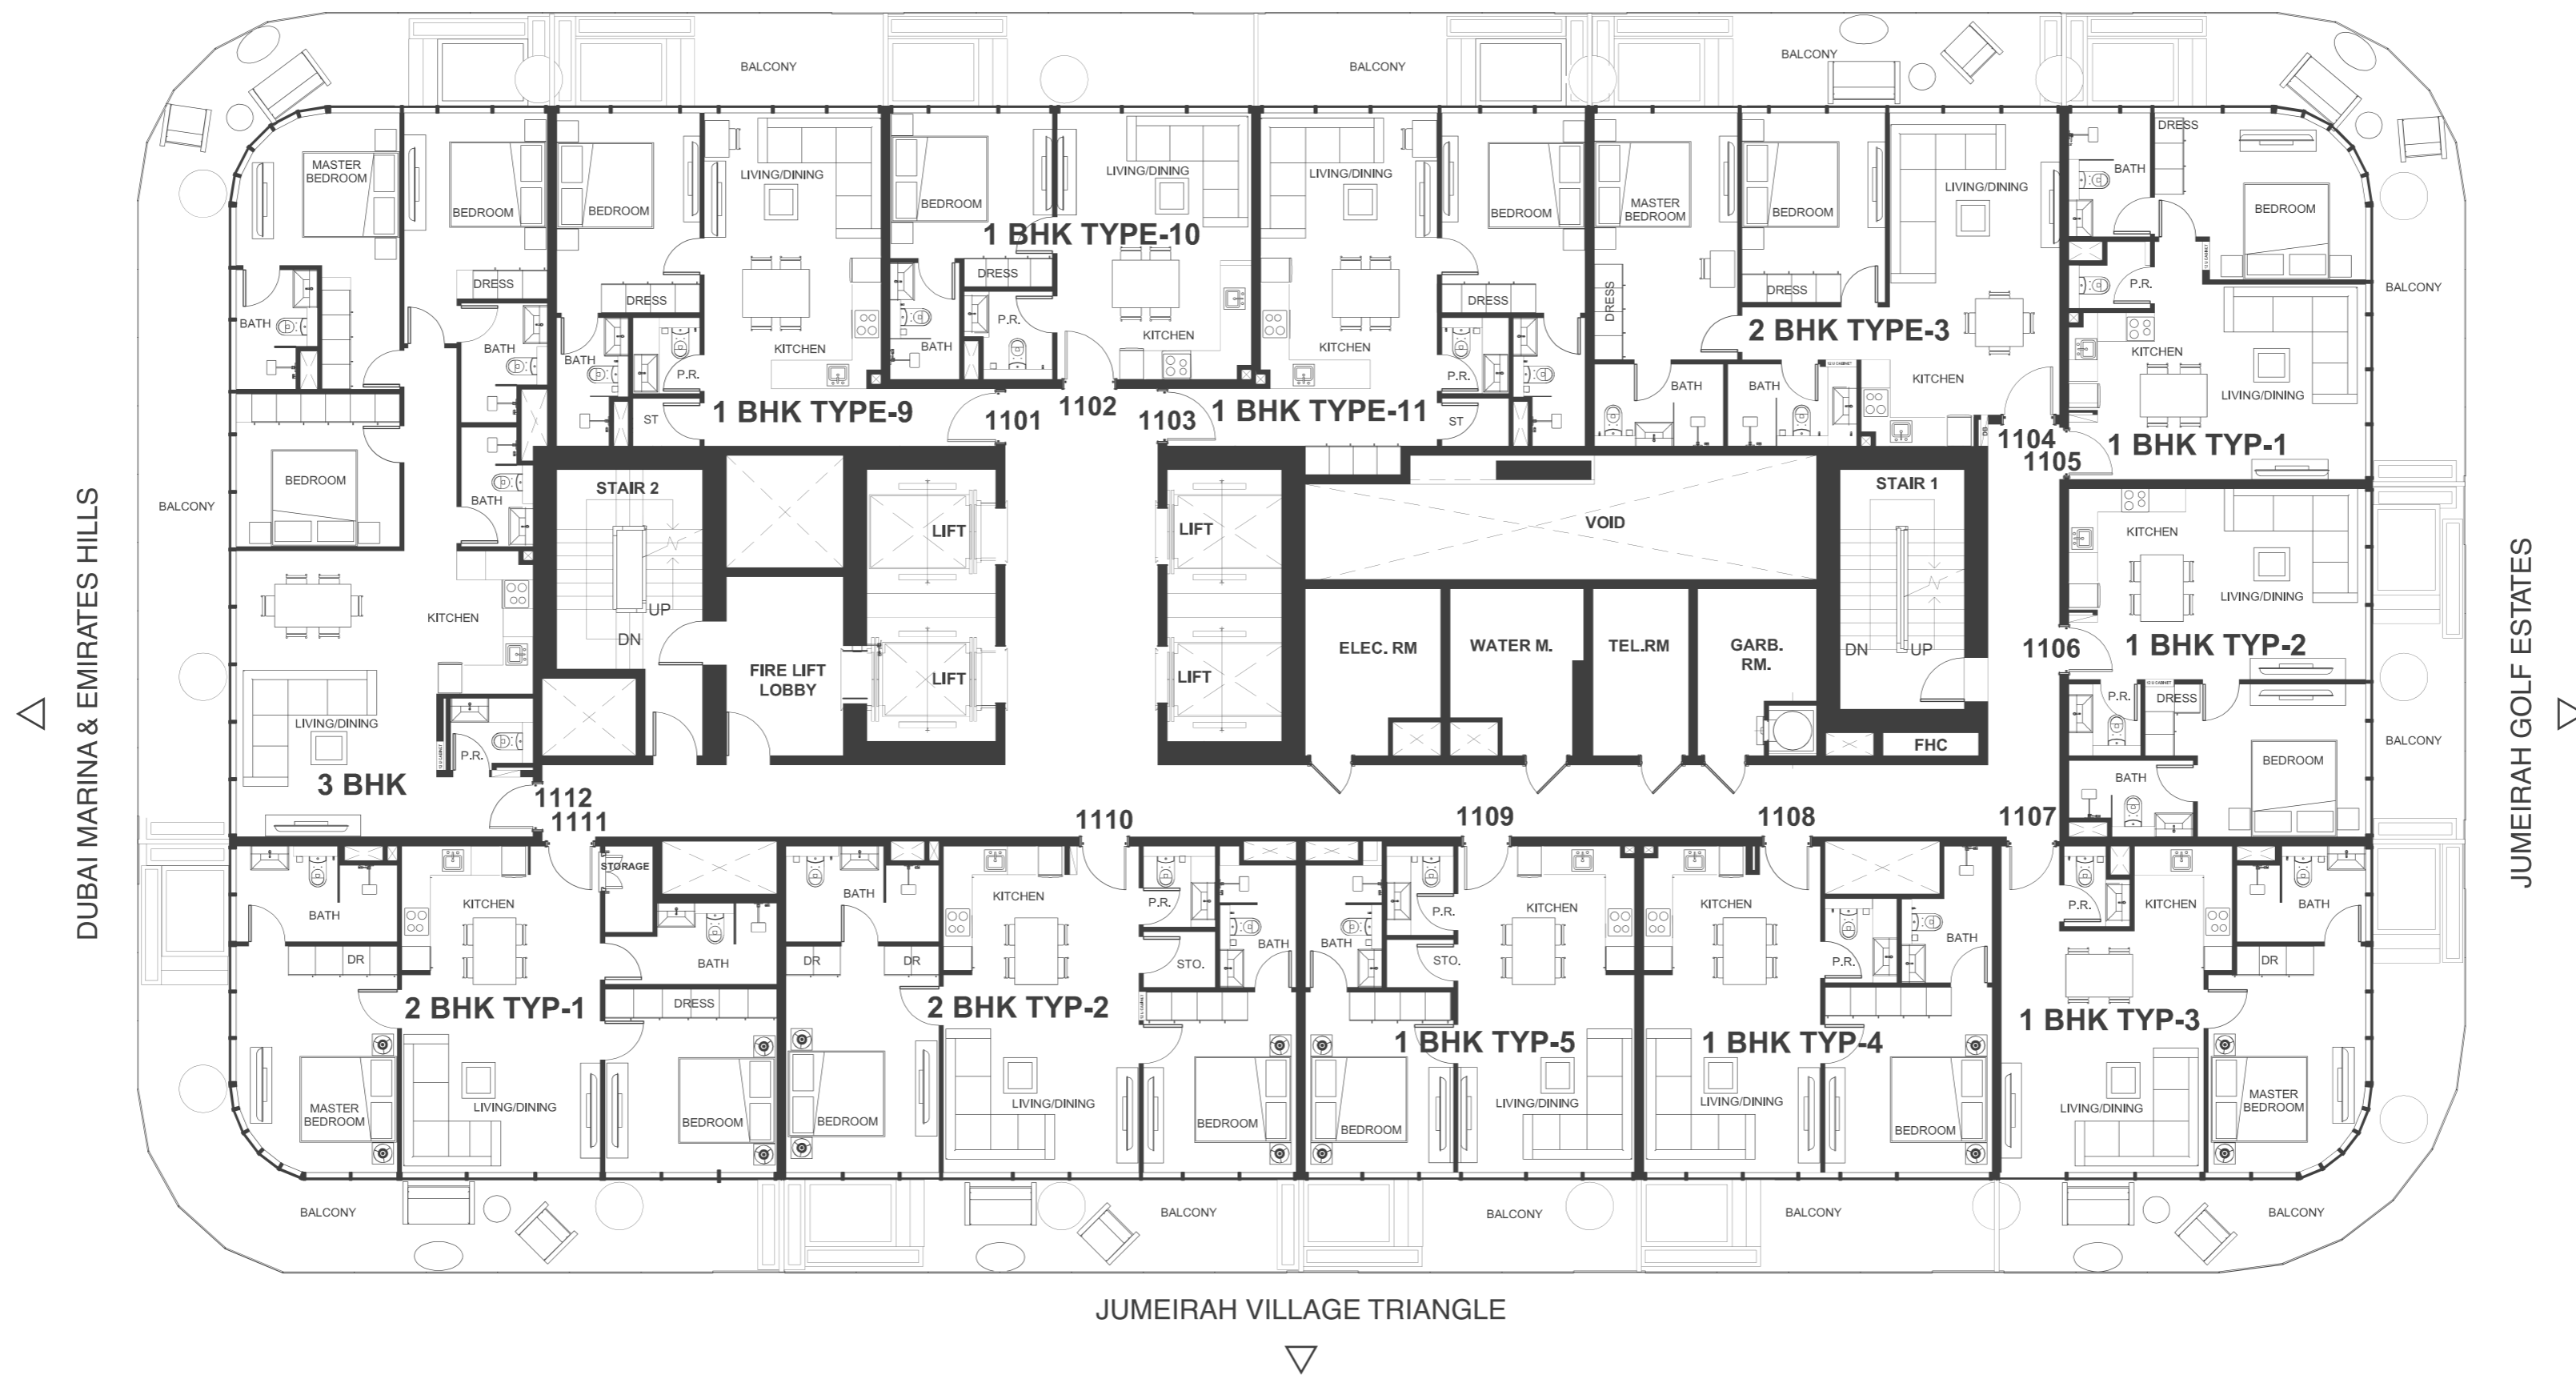 BALCONY
BALCONY
BALCONY
MASTER
BEDROOM
BEDROOM
DRESS
BATH
BATH
BEDROOM
BATH
BALCONY
KITCHEN
LIVING/DINING
P.R.
3 BHK
1112
BEDROOM
DRESS
BATH
P.R.
ST
LIVING/DINING
KITCHEN
1 BHK TYPE-9
1101
BEDROOM
1 BHK TYPE-10
DRESS
P.R.
BATH
LIVING/DINING
KITCHEN
1102
LIVING/DINING
KITCHEN
1 BHK TYPE-11
1103
BEDROOM
DRESS
P.R.
ST
MASTER
BEDROOM
DRESS
BATH
BEDROOM
DRESS
2 BHK TYPE-3
BATH
LIVING/DINING
KITCHEN
DB
1104
DRESS
BATH
BEDROOM
P.R.
KITCHEN
LIVING/DINING
1 BHK TYP-1
1105
BALCONY
STAIR 2
UP
DN
FIRE LIFT
LOBBY
LIFT
LIFT
LIFT
LIFT
VOID
ELEC. RM
WATER M.
TEL.RM
GARB.
RM.
STAIR 1
DN
UP
FHC
KITCHEN
LIVING/DINING
1106
1 BHK TYP-2
P.R.
DRESS
BEDROOM
BATH
BALCONY
1111
STORAGE
BATH
KITCHEN
DR
2 BHK TYP-1
BATH
DRESS
MASTER
BEDROOM
LIVING/DINING
BEDROOM
BALCONY
1110
BATH
DR
DR
KITCHEN
P.R.
STO.
BATH
2 BHK TYP-2
BEDROOM
LIVING/DINING
BEDROOM
BALCONY
1109
BATH
P.R.
STO.
KITCHEN
1 BHK TYP-5
BEDROOM
LIVING/DINING
BALCONY
1108
KITCHEN
P.R.
BATH
1 BHK TYP-4
LIVING/DINING
BEDROOM
BALCONY
1107
P.R.
KITCHEN
BATH
DR
1 BHK TYP-3
LIVING/DINING
MASTER
BEDROOM
BALCONY
DUBAI MARINA & EMIRATES HILLS
JUMEIRAH GOLF ESTATES
JUMEIRAH VILLAGE TRIANGLE